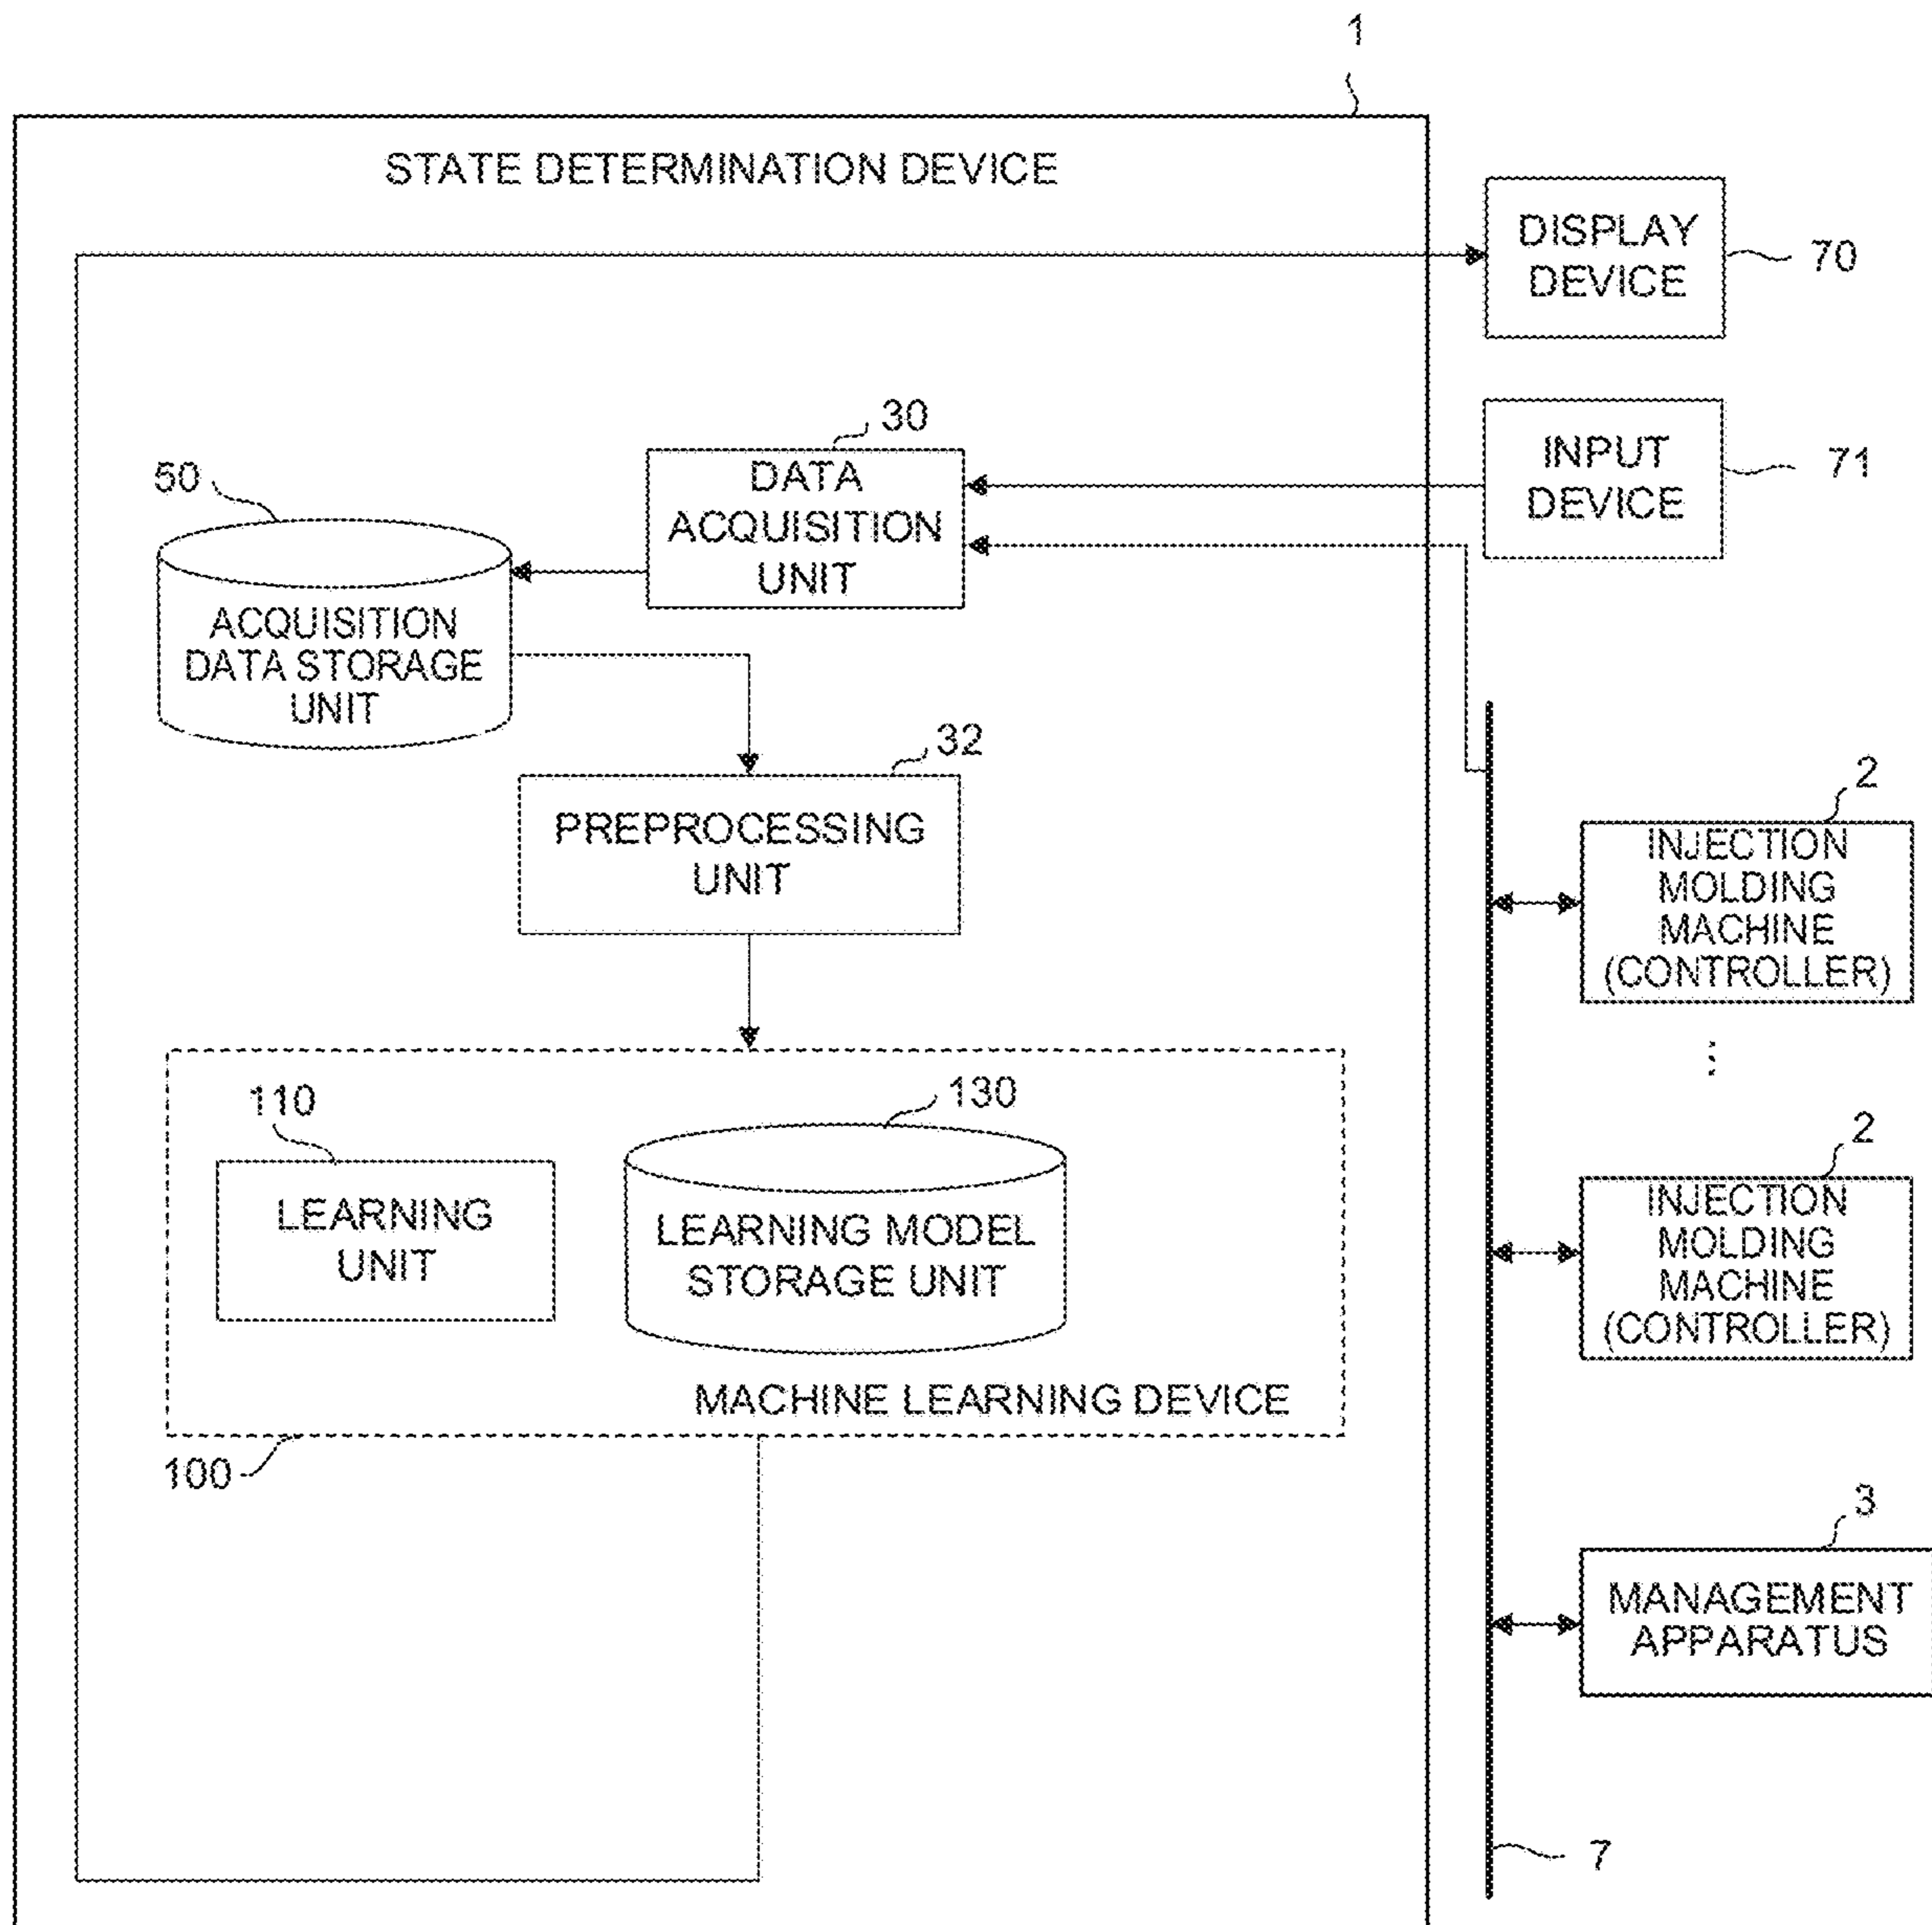 1
STATE DETERMINATION DEVICE
DISPLAY
DEVICE
70
30
DATA
ACQUISITION
UNIT
INPUT
DEVICE
71
50
ACQUISITION
DATA STORAGE
UNIT
32
PREPROCESSING
UNIT
2
INJECTION
MOLDING
MACHINE
(CONTROLLER)
⋮
110
LEARNING
UNIT
130
LEARNING MODEL
STORAGE UNIT
2
INJECTION
MOLDING
MACHINE
(CONTROLLER)
MACHINE LEARNING DEVICE
100
3
MANAGEMENT
APPARATUS
7